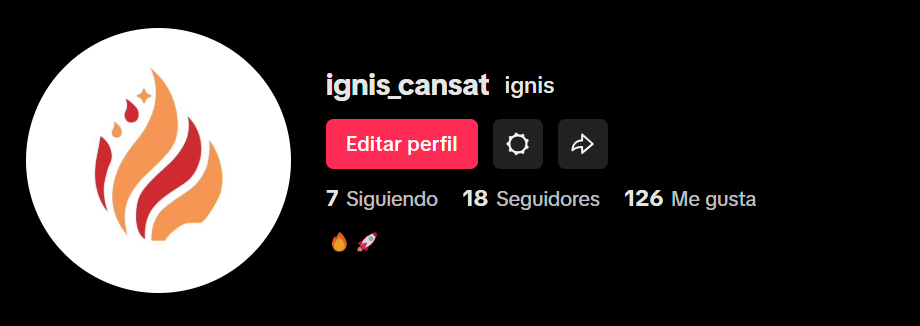 ignis_cansat ignis
Editar perfil
7 Siguiendo 18 Seguidores 126 Me gusta
🔥🚀